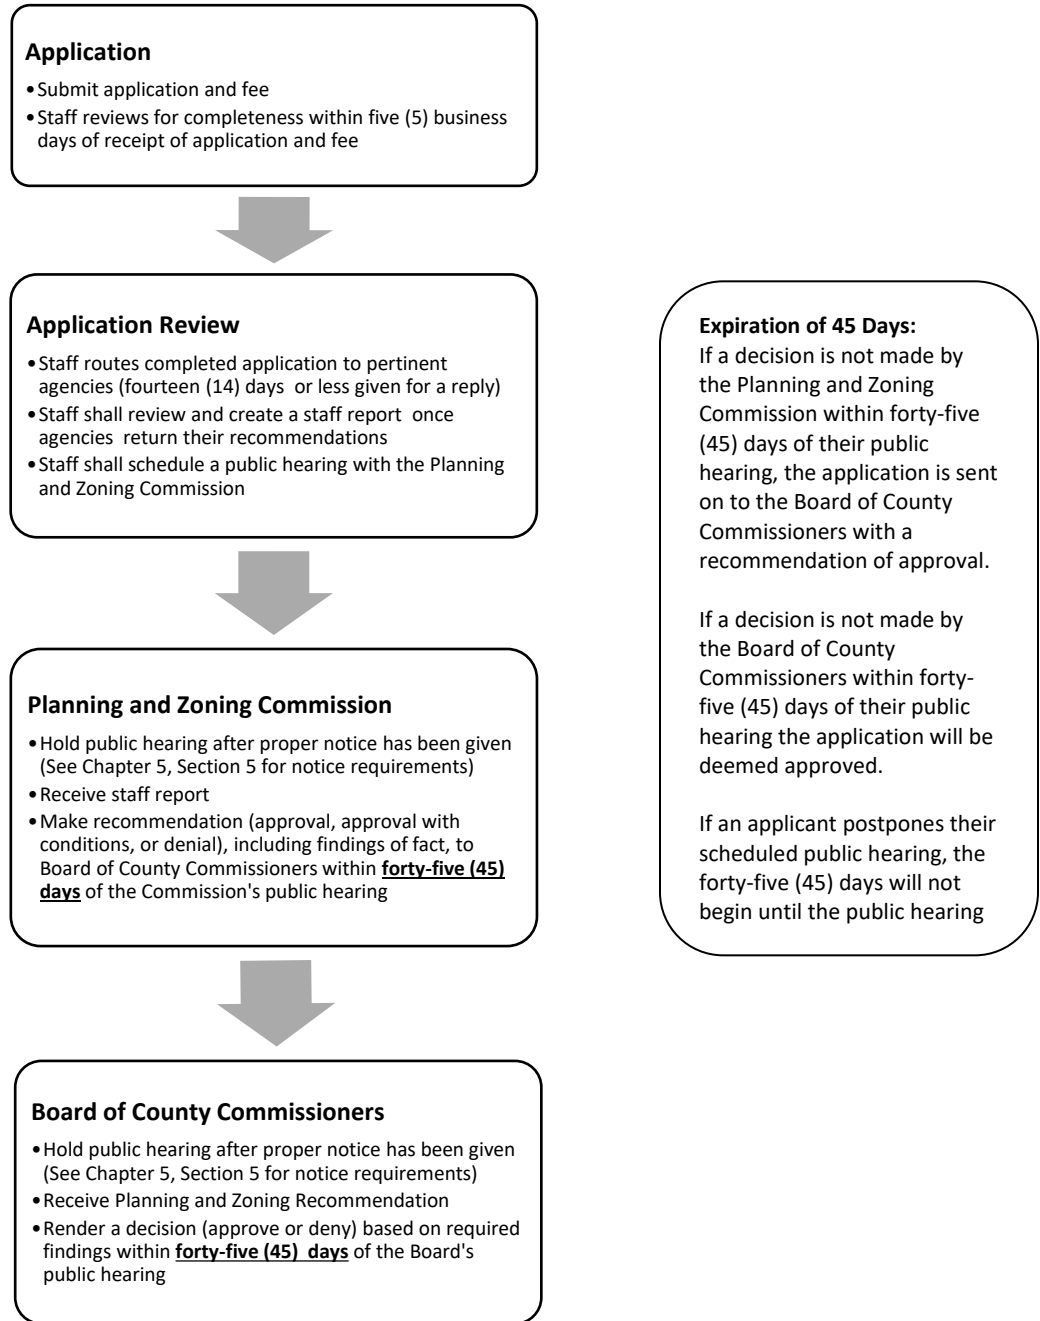 Application
•Submit application and fee
•Staff reviews for completeness within five (5) business
days of receipt of application and fee
Application Review
•Staff routes completed application to pertinent
agencies (fourteen (14) days or less given for a reply)
•Staff shall review and create a staff report once
agencies return their recommendations
•Staff shall schedule a public hearing with the Planning
and Zoning Commission
Planning and Zoning Commission
•Hold public hearing after proper notice has been given
(See Chapter 5, Section 5 for notice requirements)
•Receive staff report
•Make recommendation (approval, approval with
conditions, or denial), including findings of fact, to
Board of County Commissioners within forty-five (45)
days of the Commission's public hearing
Board of County Commissioners
•Hold public hearing after proper notice has been given
(See Chapter 5, Section 5 for notice requirements)
•Receive Planning and Zoning Recommendation
•Render a decision (approve or deny) based on required
findings within forty-five (45) days of the Board's
public hearing
Expiration of 45 Days:
If a decision is not made by
the Planning and Zoning
Commission within forty-five
(45) days of their public
hearing, the application is sent
on to the Board of County
Commissioners with a
recommendation of approval.
If a decision is not made by
the Board of County
Commissioners within forty-
five (45) days of their public
hearing the application will be
deemed approved.
If an applicant postpones their
scheduled public hearing, the
forty-five (45) days will not
begin until the public hearing